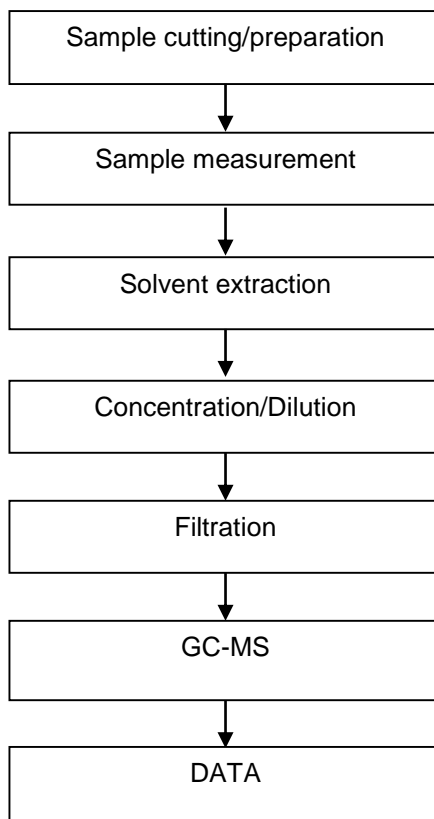 Sample cutting/preparation
Sample measurement
Solvent extraction
Concentration/Dilution
Filtration
GC-MS
DATA